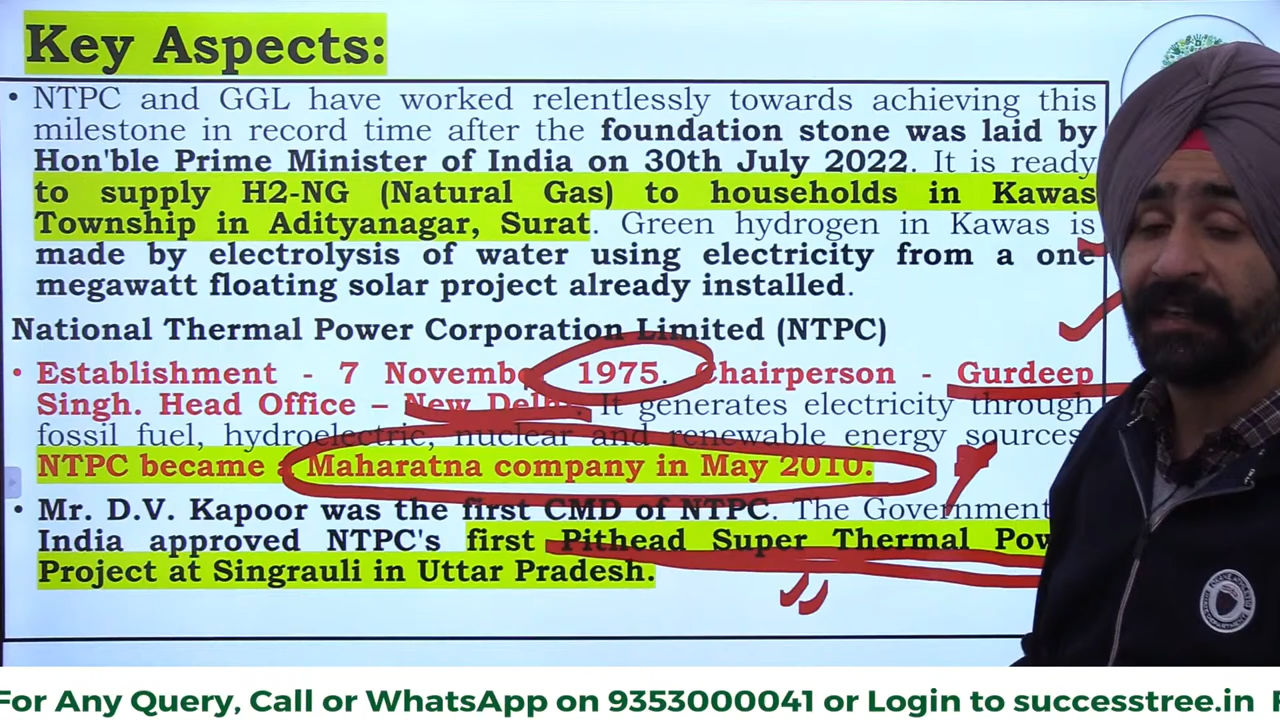 Key Aspects:
• NTPC and GGL have worked relentlessly towards achieving this
milestone in record time after the foundation stone was laid by
Hon'ble Prime Minister of India on 30th July 2022. It is ready
to supply H2-NG (Natural Gas) to households in Kawas
Township in Adityanagar, Surat. Green hydrogen in Kawas is
made by electrolysis of water using electricity from a one
megawatt floating solar project already installed.
National Thermal Power Corporation Limited (NTPC)
• Establishment - 7 November 1975. Chairperson - Gurdeep
Singh. Head Office – New Delhi. It generates electricity through
fossil fuel, hydroelectric, nuclear and renewable energy sources
NTPC became a Maharatna company in May 2010.
• Mr. D.V. Kapoor was the first CMD of NTPC. The Government
India approved NTPC's first Pithead Super Thermal Pow
Project at Singrauli in Uttar Pradesh.
For Any Query, Call or WhatsApp on 9353000041 or Login to successtree.in